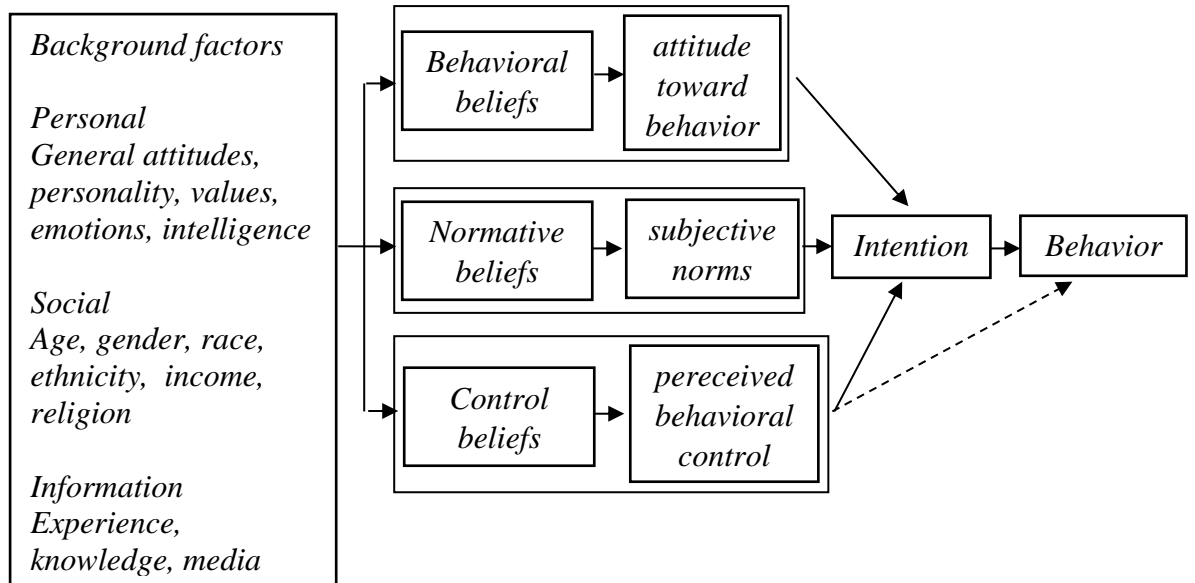 Background factors
Personal
General attitudes,
personality, values,
emotions, intelligence
Social
Age, gender, race,
ethnicity, income,
religion
Information
Experience,
knowledge, media
Behavioral
beliefs
attitude
toward
behavior
Normative
beliefs
subjective
norms
Control
beliefs
pereceived
behavioral
control
Intention
Behavior